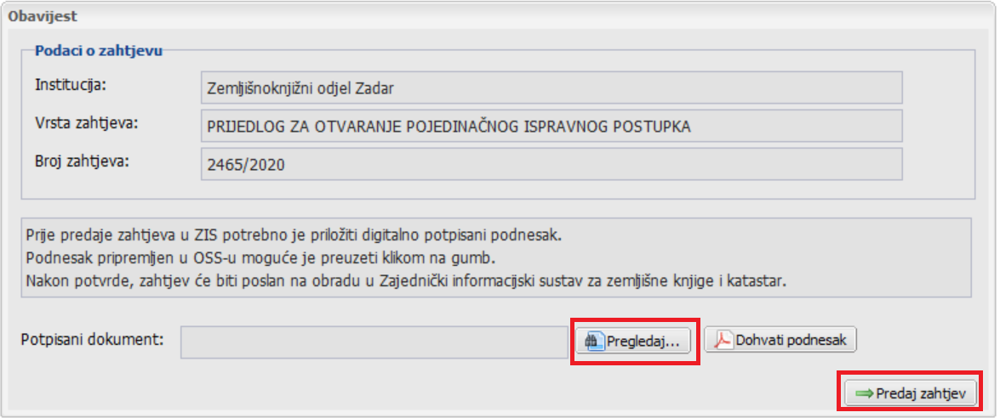 Obavijest
Podaci o zahtjevu
Institucija: Zemljišnoknjižni odjel Zadar
Vrsta zahtjeva: PRIJEDLOG ZA OTVARANJE POJEDINAČNOG ISPRAVNOG POSTUPKA
Broj zahtjeva: 2465/2020
Prije predaje zahtjeva u ZIS potrebno je priložiti digitalno potpisani podnesak.
Podnesak pripremljen u OSS-u moguće je preuzeti klikom na gumb.
Nakon potvrde, zahtjev će biti poslan na obradu u Zajednički informacijski sustav za zemljišne knjige i katastar.
Potpisani dokument: Pregledaj... Dohvati podnesak
Predaj zahtjev